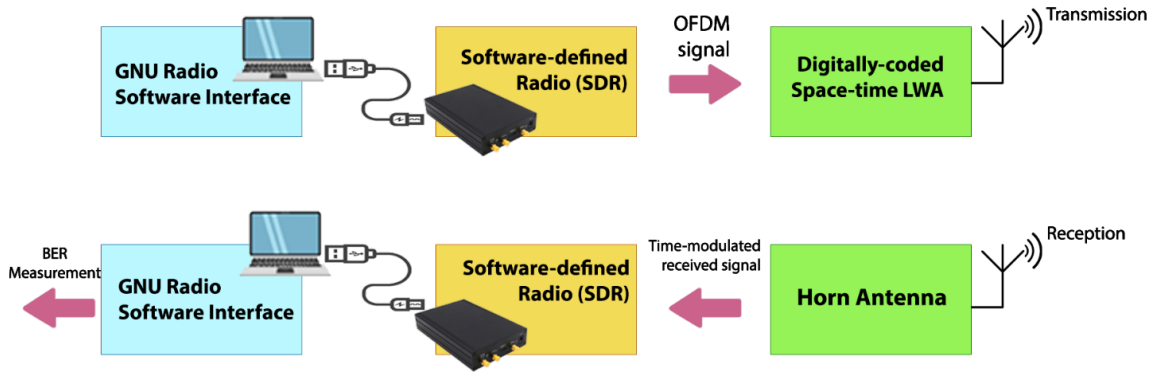 GNU Radio
Software Interface
Software-defined
Radio (SDR)
OFDM
signal
Digitally-coded
Space-time LWA
Transmission
BER
Measurement
GNU Radio
Software Interface
Software-defined
Radio (SDR)
Time-modulated
received signal
Horn Antenna
Reception